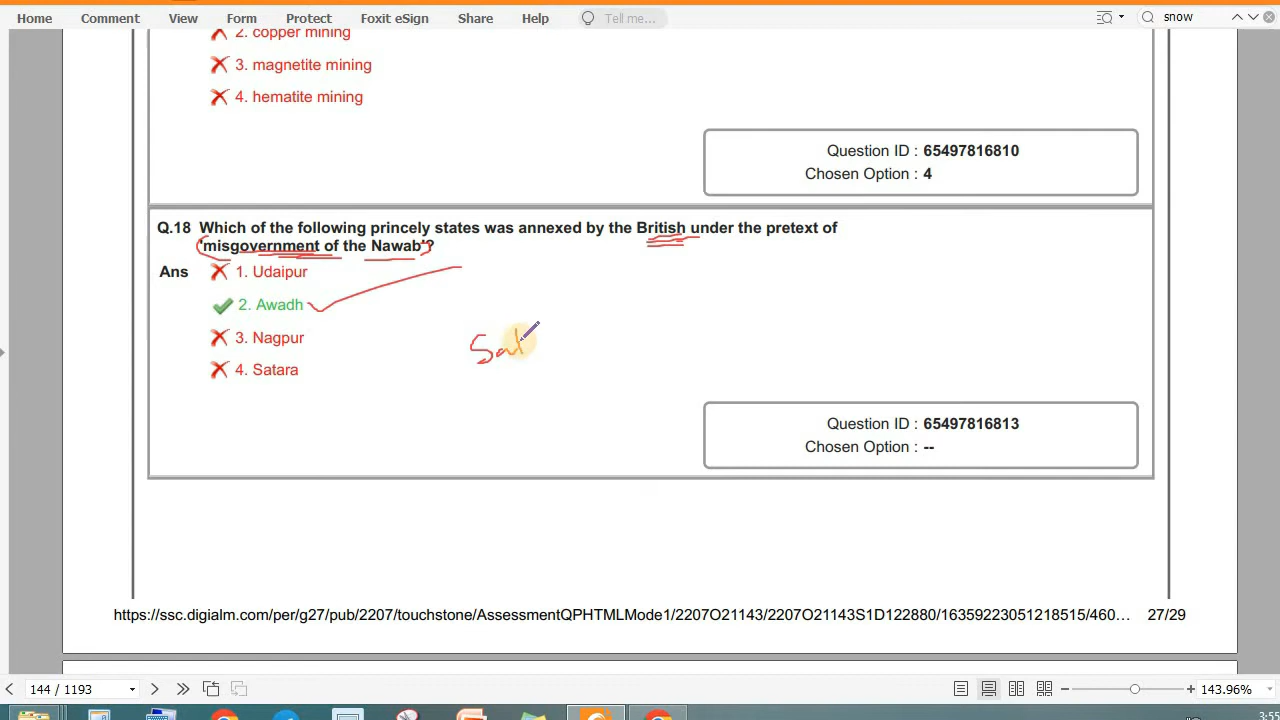 Home Comment View Form Protect Foxit eSign Share Help Tell me... snow
2. copper mining
3. magnetite mining
4. hematite mining
Question ID : 65497816810
Chosen Option : 4
Q.18 Which of the following princely states was annexed by the British under the pretext of
'misgovernment of the Nawab'?
Ans 1. Udaipur
2. Awadh
3. Nagpur
4. Satara
Sat
Question ID : 65497816813
Chosen Option : --
https://ssc.digialm.com/per/g27/pub/2207/touchstone/AssessmentQPHTMLMode1/2207O21143/2207O21143S1D122880/16359223051218515/460... 27/29
144 / 1193 143.96%
3:55